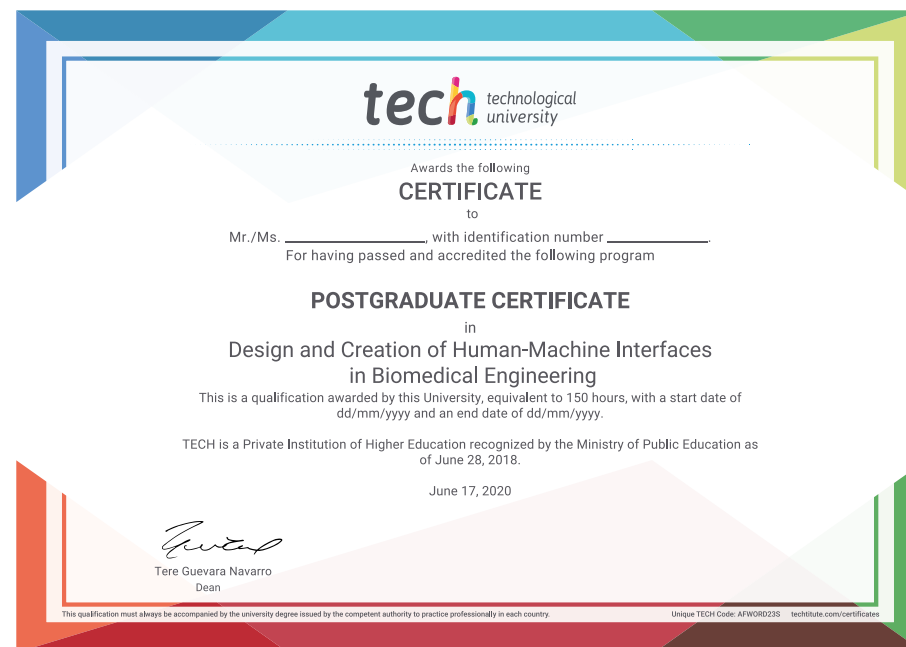 tech technological
university
Awards the following
CERTIFICATE
to
Mr./Ms. ____________________, with identification number ______________.
For having passed and accredited the following program
POSTGRADUATE CERTIFICATE
in
Design and Creation of Human-Machine Interfaces
in Biomedical Engineering
This is a qualification awarded by this University, equivalent to 150 hours, with a start date of
dd/mm/yyyy and an end date of dd/mm/yyyy.
TECH is a Private Institution of Higher Education recognized by the Ministry of Public Education as
of June 28, 2018.
June 17, 2020
Tere Guevara Navarro
Dean
This qualification must always be accompanied by the university degree issued by the competent authority to practice professionally in each country.
Unique TECH Code: AFWORD23S techtitute.com/certificates